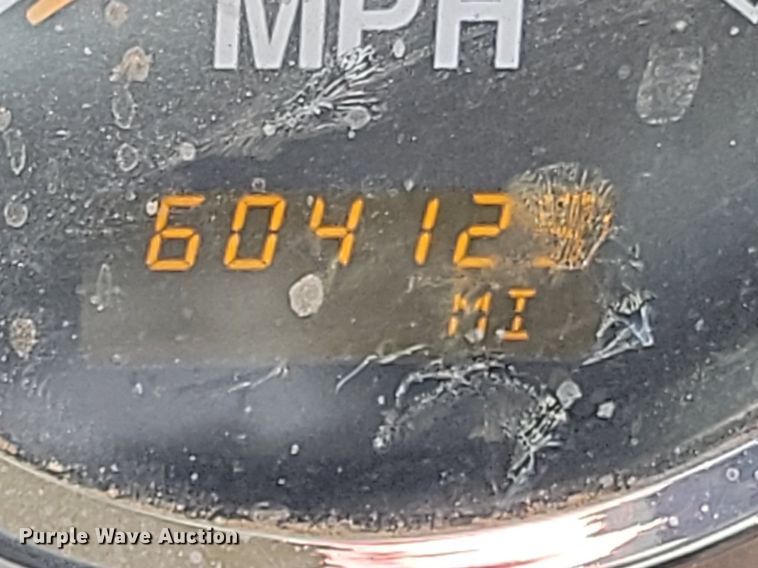 MPH
60412.
MI
Purple Wave Auction